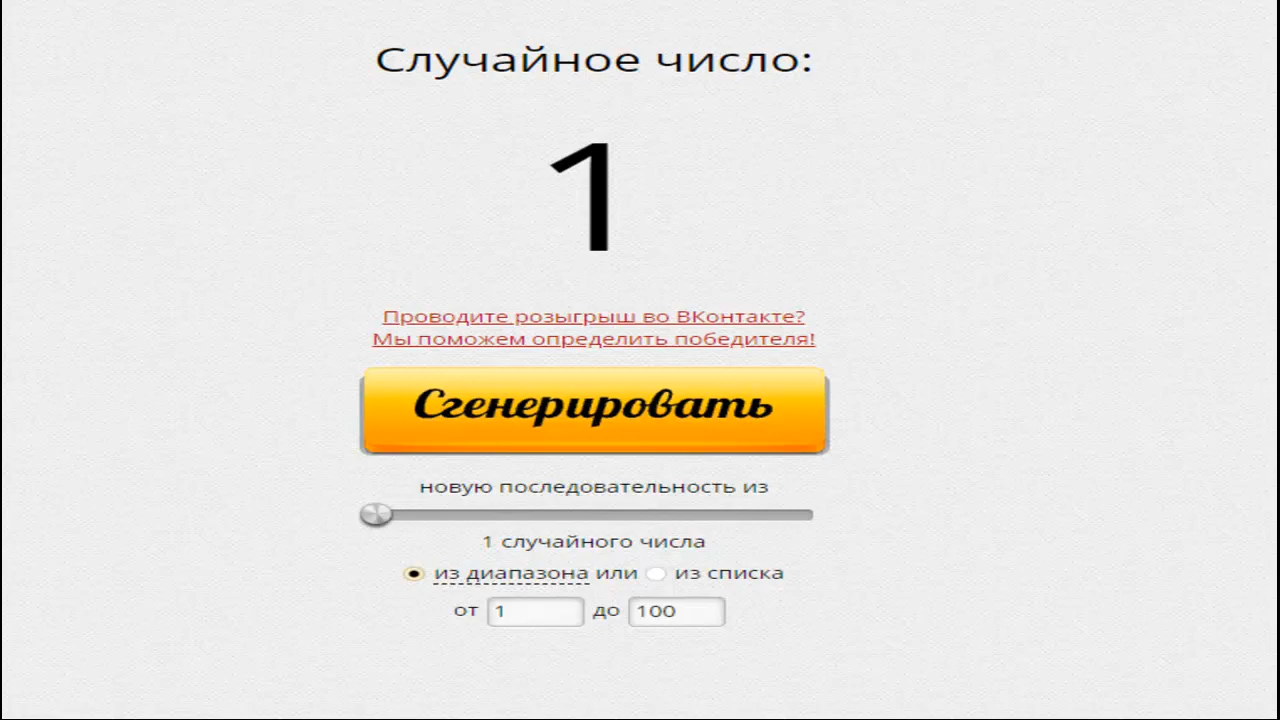 Случайное число:
1
Проводите розыгрыш во ВКонтакте?
Мы поможем определить победителя!
Сгенерировать
новую последовательность из
1 случайного числа
из диапазона или из списка
от 1 до 100